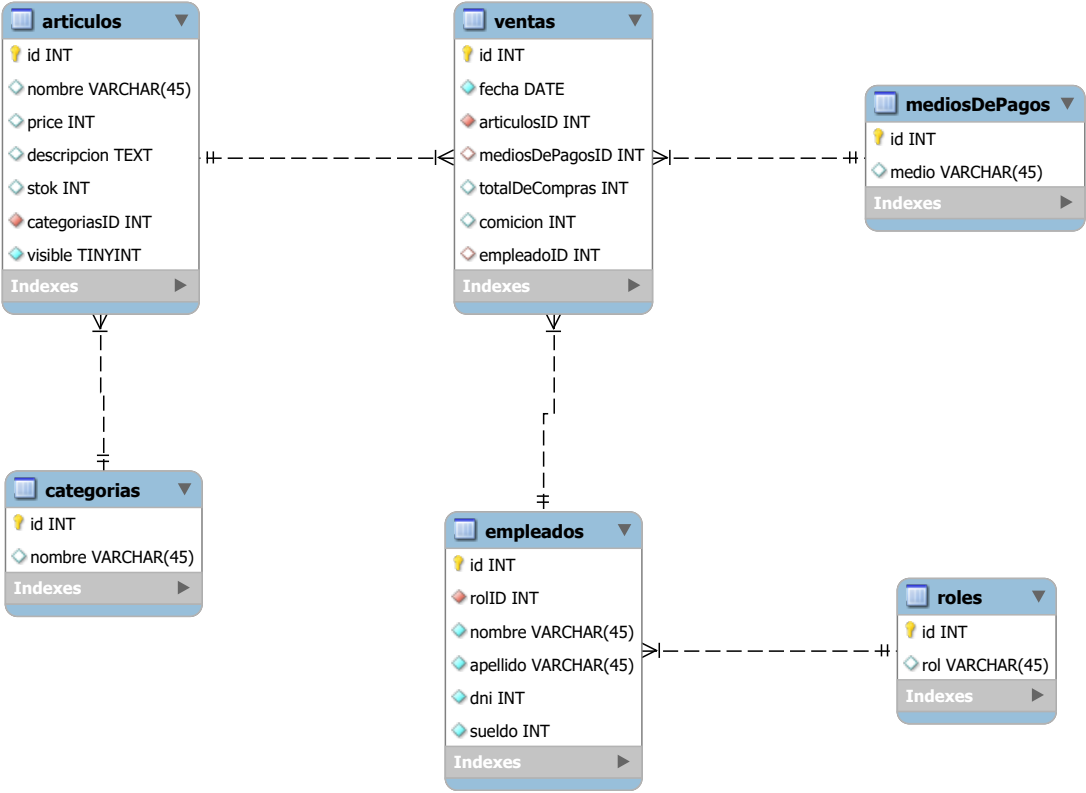 articulos
id INT
nombre VARCHAR(45)
price INT
descripcion TEXT
stok INT
categoriasID INT
visible TINYINT
Indexes
ventas
id INT
fecha DATE
articulosID INT
mediosDePagosID INT
totalDeCompras INT
comicion INT
empleadoID INT
Indexes
mediosDePagos
id INT
medio VARCHAR(45)
Indexes
categorias
id INT
nombre VARCHAR(45)
Indexes
empleados
id INT
rolID INT
nombre VARCHAR(45)
apellido VARCHAR(45)
dni INT
sueldo INT
Indexes
roles
id INT
rol VARCHAR(45)
Indexes